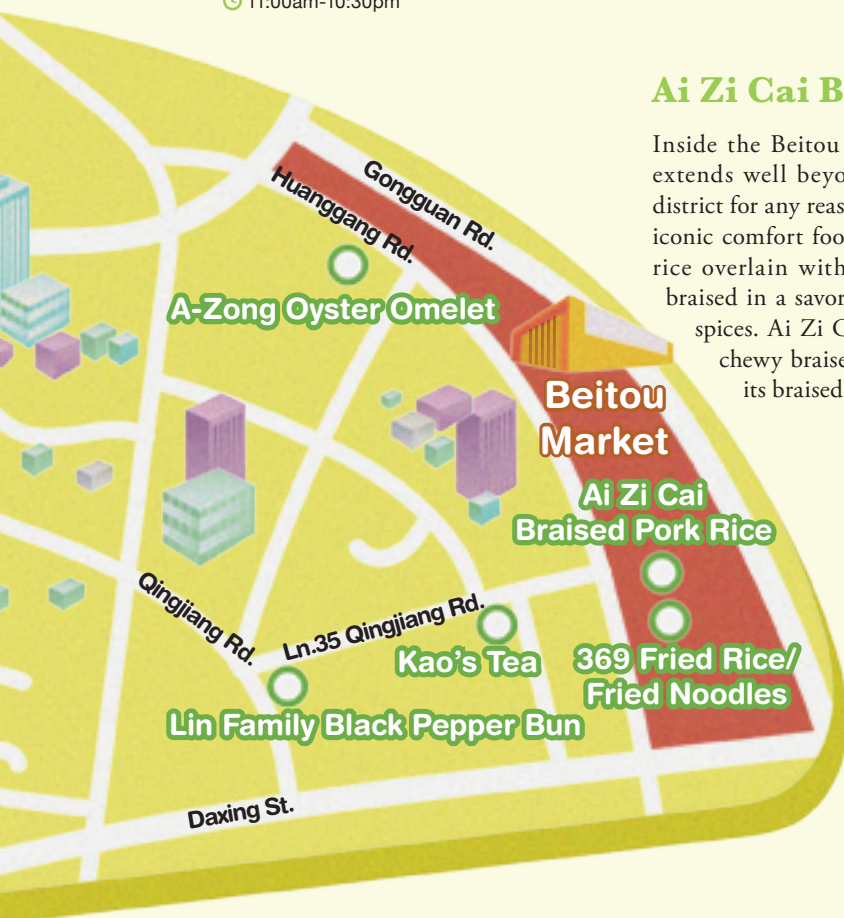 11:00am-10:30pm
Ai Zi Cai B
Inside the Beitou
extends well beyo
district for any reas
iconic comfort foo
rice overlain with
braised in a savor
spices. Ai Zi C
chewy braise
its braised
Gongguan Rd.
Huanggang Rd.
A-Zong Oyster Omelet
Beitou
Market
Ai Zi Cai
Braised Pork Rice
Qingjiang Rd.
Ln.35 Qingjiang Rd.
Kao's Tea
369 Fried Rice/
Fried Noodles
Lin Family Black Pepper Bun
Daxing St.